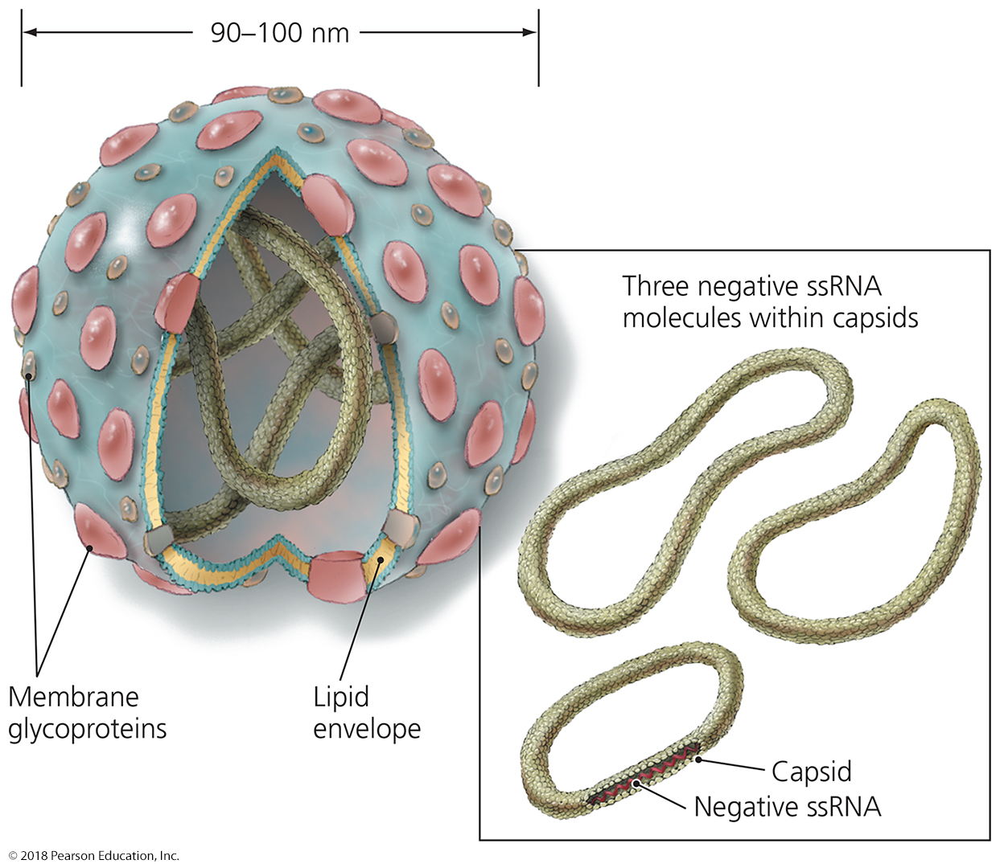 90–100 nm
Three negative ssRNA
molecules within capsids
Membrane
glycoproteins
Lipid
envelope
Capsid
Negative ssRNA
© 2018 Pearson Education, Inc.